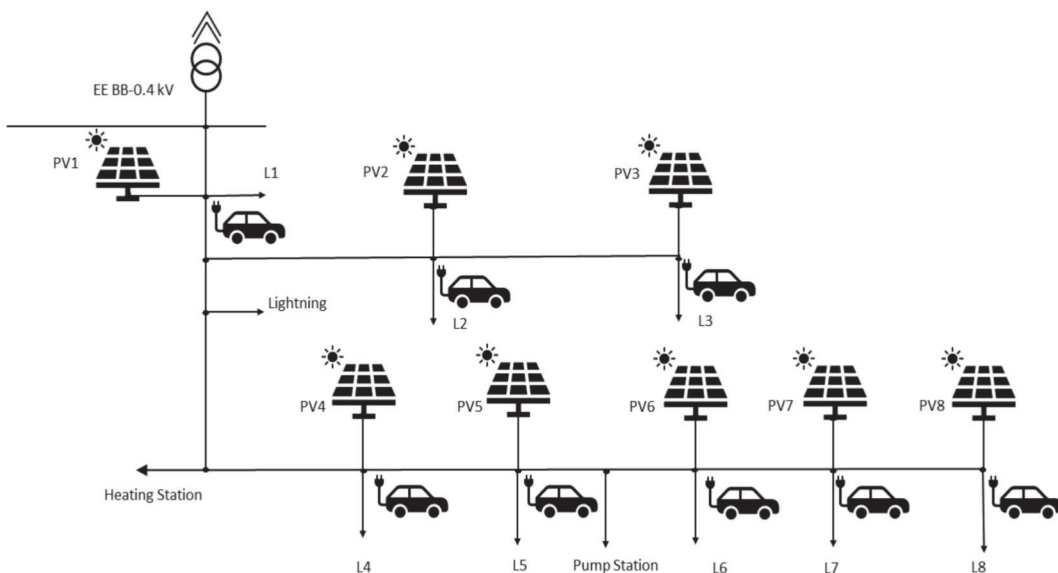 EE BB-0.4 kV
PV1
L1
PV2
PV3
L2
L3
Lightning
PV4
PV5
PV6
PV7
PV8
Heating Station
L4
L5
Pump Station
L6
L7
L8